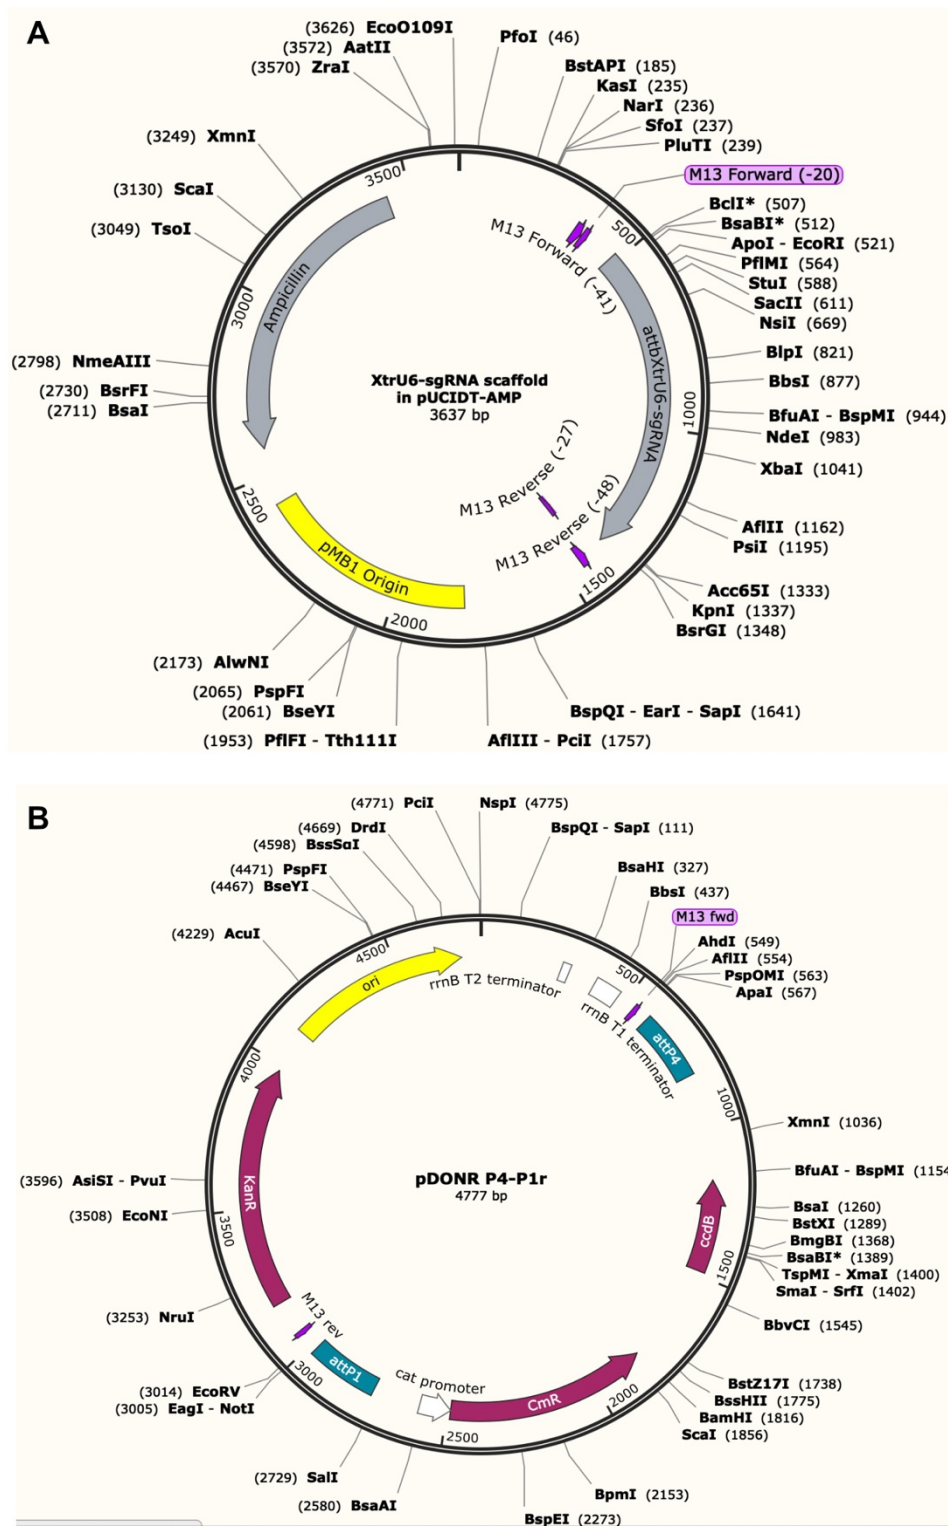 A
(3626) EcoO109I
(3572) AatII
(3570) ZraI
PfoI (46)
BstAPI (185)
KasI (235)
NarI (236)
SfoI (237)
PluTI (239)
M13 Forward (-20)
(3249) XmnI
(3130) ScaI
(3049) TsoI
3500
500
M13 Forward (-41)
BclI* (507)
BsaBI* (512)
ApoI - EcoRI (521)
PflMI (564)
StuI (588)
SacII (611)
NsiI (669)
Ampicillin
3000
(2798) NmeAIII
(2730) BsrFI
(2711) BsaI
XtrU6-sgRNA scaffold
in pUCIDT-AMP
3637 bp
attbXtrU6-sgRNA
BlpI (821)
BbsI (877)
BfuAI - BspMI (944)
NdeI (983)
XbaI (1041)
1000
M13 Reverse (-27)
M13 Reverse (-48)
2500
pMB1 Origin
AflII (1162)
PsiI (1195)
Acc65I (1333)
KpnI (1337)
BsrGI (1348)
1500
2000
(2173) AlwNI
(2065) PspFI
(2061) BseYI
(1953) PflFI - Tth111I
AflIII - PciI (1757)
BspQI - EarI - SapI (1641)
B
(4771) PciI
NspI (4775)
(4669) DrdI
(4598) BssSαI
(4471) PspFI
(4467) BseYI
(4229) AcuI
BspQI - SapI (111)
BsaHI (327)
BbsI (437)
M13 fwd
AhdI (549)
AflII (554)
PspOMI (563)
ApaI (567)
4500
500
ori
rrnB T2 terminator
rrnB T1 terminator
attP4
4000
1000
XmnI (1036)
BfuAI - BspMI (1154
KanR
pDONR P4-P1r
4777 bp
ccdB
(3596) AsiSI - PvuI
(3508) EcoNI
3500
BsaI (1260)
BstXI (1289)
BmgBI (1368)
BsaBI* (1389)
TspMI - XmaI (1400)
SmaI - SrfI (1402)
1500
BbvCI (1545)
(3253) NruI
M13 rev
attP1
3000
cat promoter
CmR
2000
2500
(3014) EcoRV
(3005) EagI - NotI
BstZ17I (1738)
BssHII (1775)
BamHI (1816)
ScaI (1856)
(2729) SalI
(2580) BsaAI
BpmI (2153)
BspEI (2273)